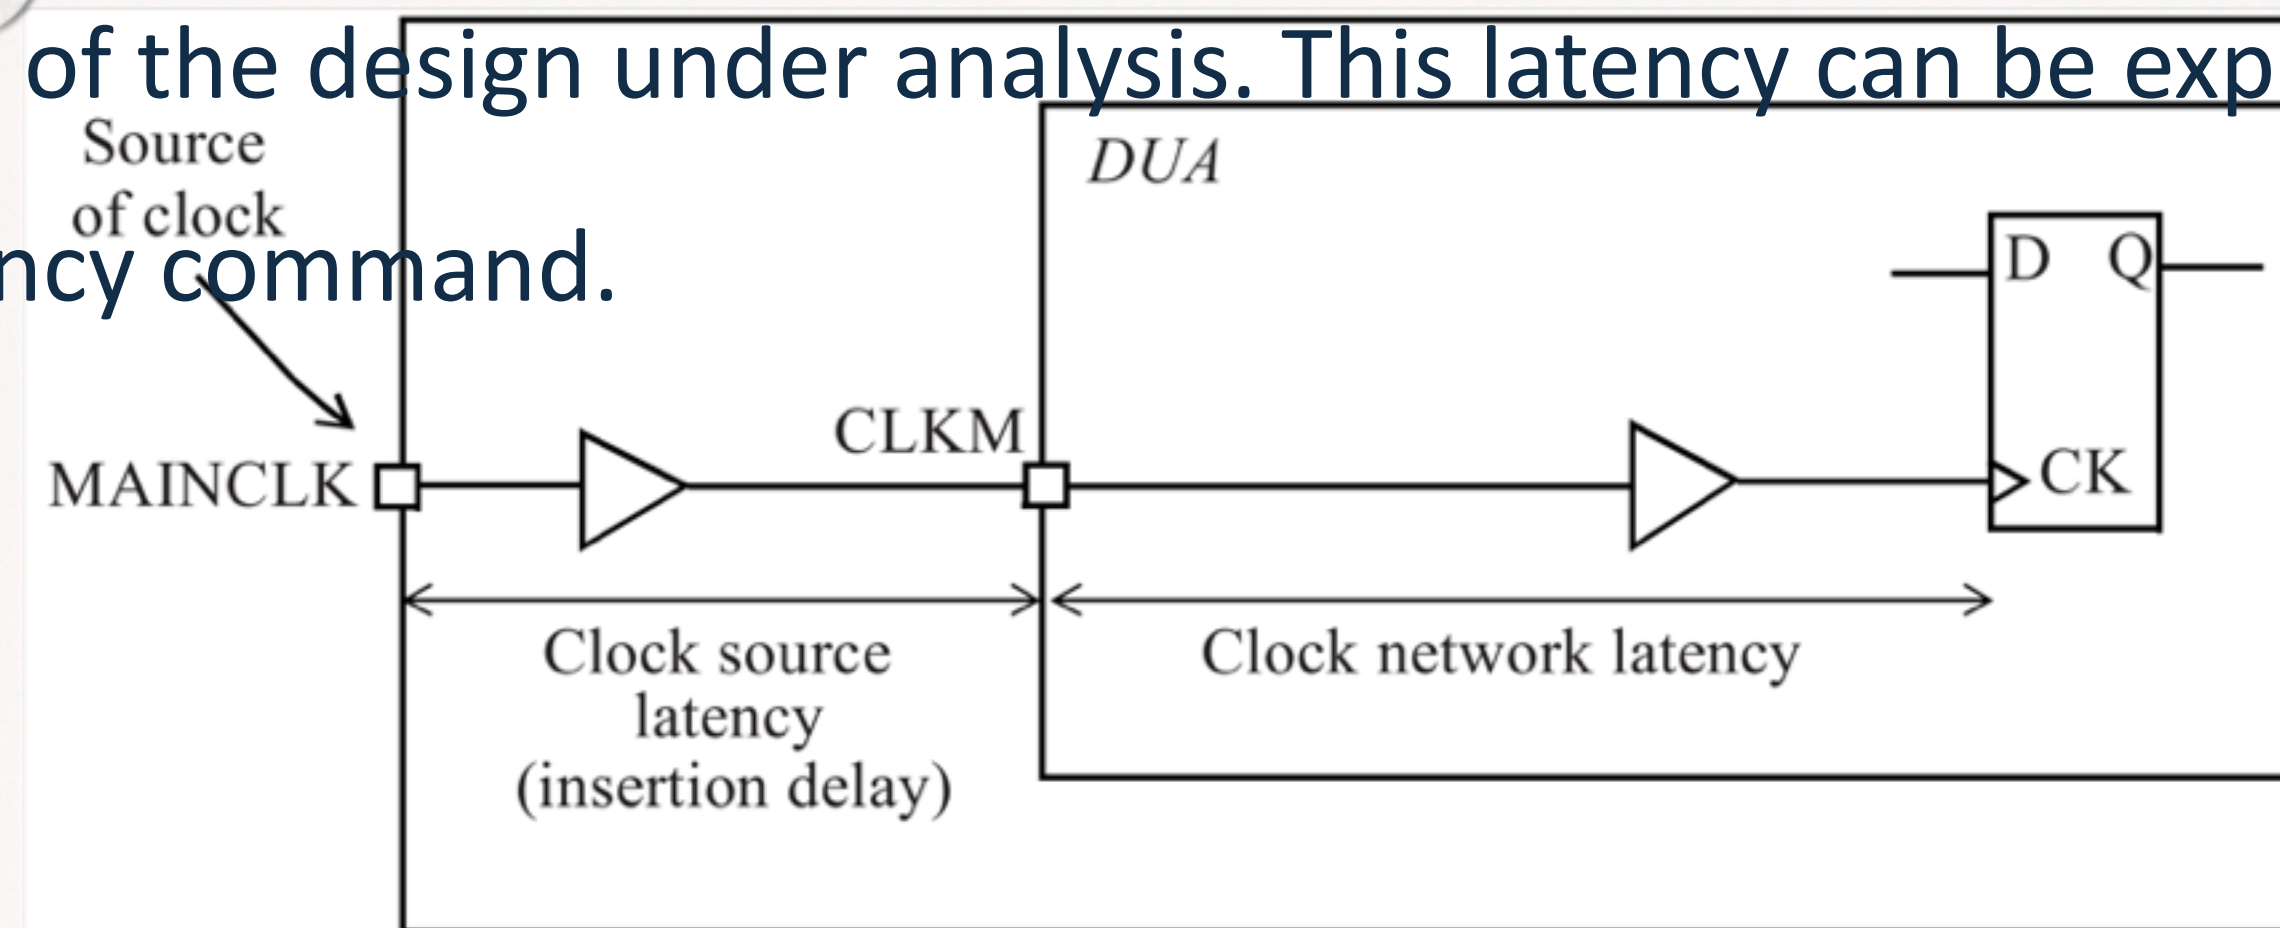 of the design under analysis. This latency can be exp
ncy command.
Source
of clock
DUA
D Q
CK
MAINCLK
CLKM
Clock source
latency
(insertion delay)
Clock network latency